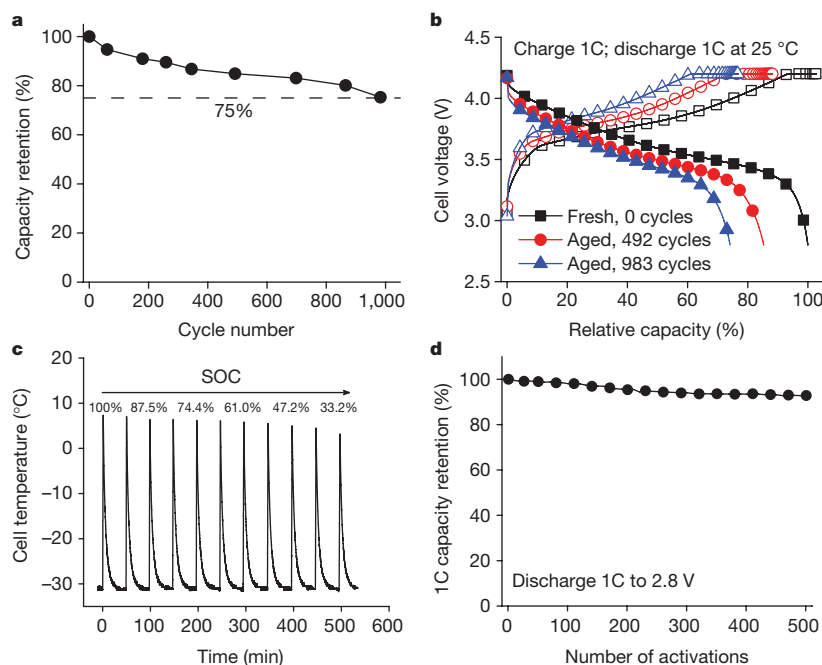 a
100
80
60
40
20
0
Capacity retention (%)
75%
0 200 400 600 800 1,000
Cycle number
b
Charge 1C; discharge 1C at 25 °C
4.5
4.0
3.5
3.0
2.5
Cell voltage (V)
Fresh, 0 cycles
Aged, 492 cycles
Aged, 983 cycles
0 20 40 60 80 100
Relative capacity (%)
c
SOC
100% 87.5% 74.4% 61.0% 47.2% 33.2%
20
10
0
−10
−20
−30
Cell temperature (°C)
0 100 200 300 400 500 600
Time (min)
d
100
80
60
40
20
0
1C capacity retention (%)
Discharge 1C to 2.8 V
0 100 200 300 400 500
Number of activations